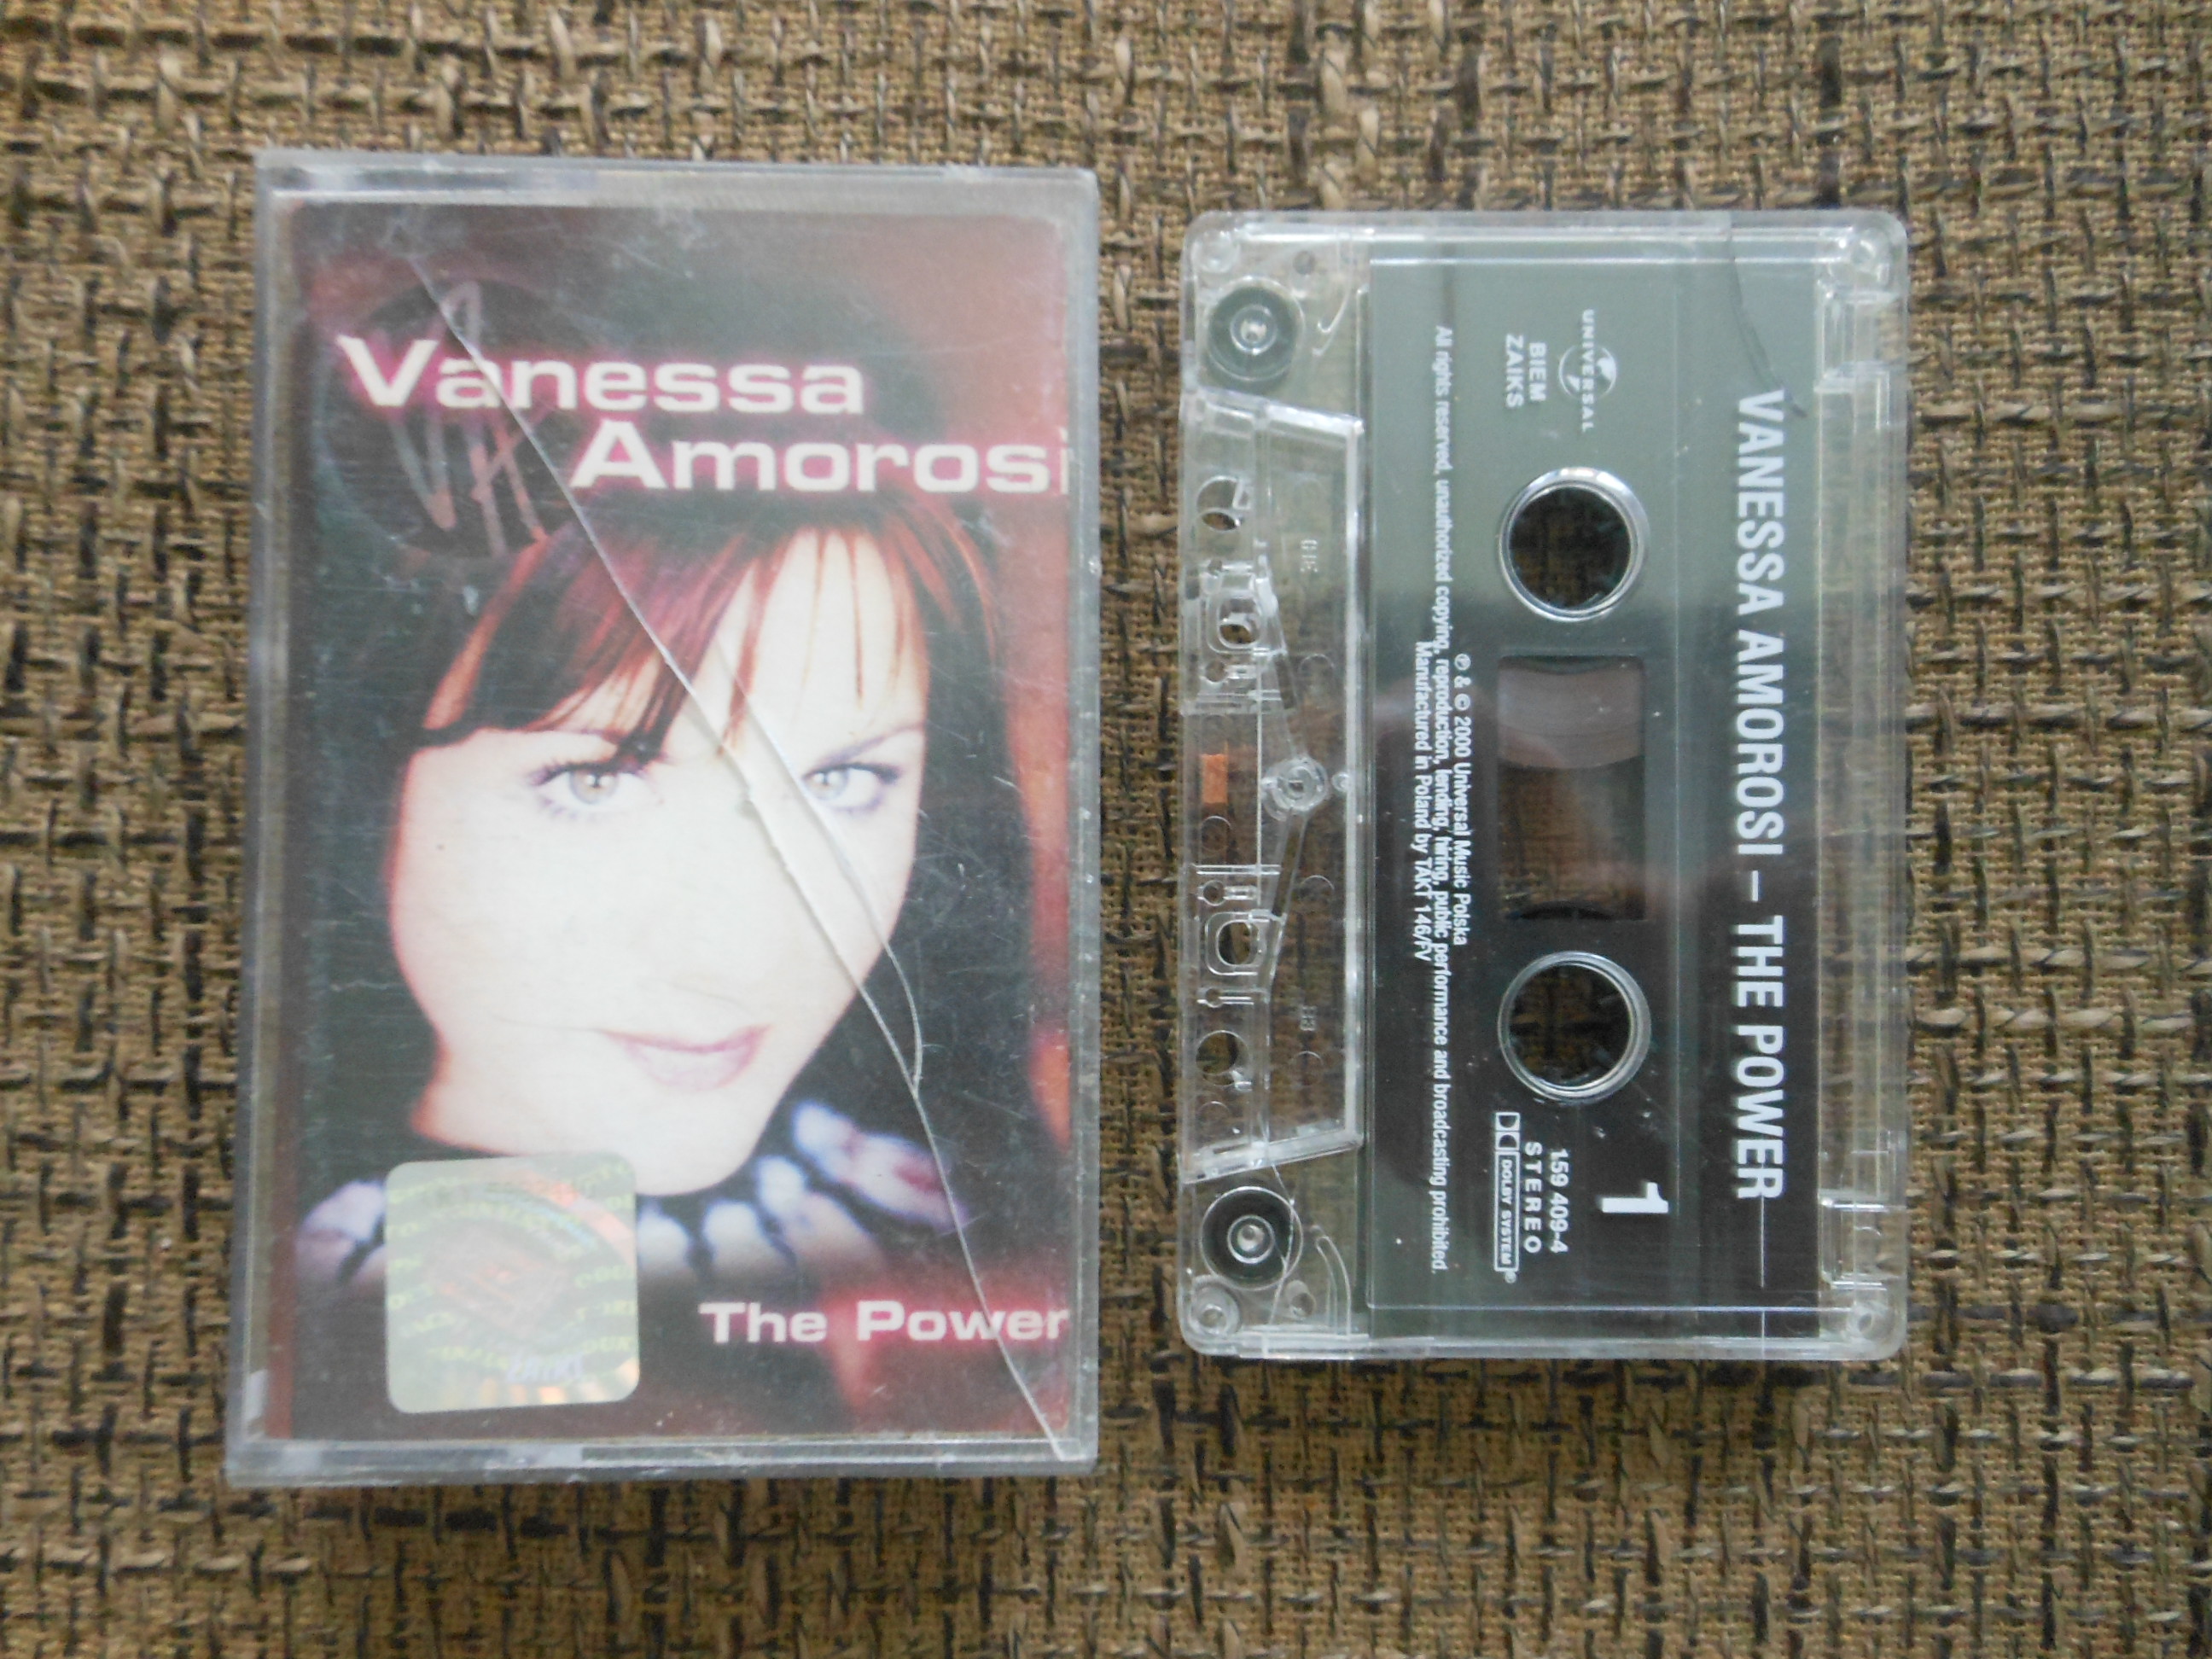 Vanessa
Amorosi
The Power
ZAIKS
VANESSA AMOROSI – THE POWER
UNIVERSAL
BIEM
ZAIKS
1
159 409-4
STEREO
DOLBY SYSTEM®
℗ & © 2000 Universal Music Polska
All rights reserved, unauthorized copying, reproduction, lending, hiring, public performance and broadcasting prohibited.
Manufactured in Poland by TAKT 146/FV